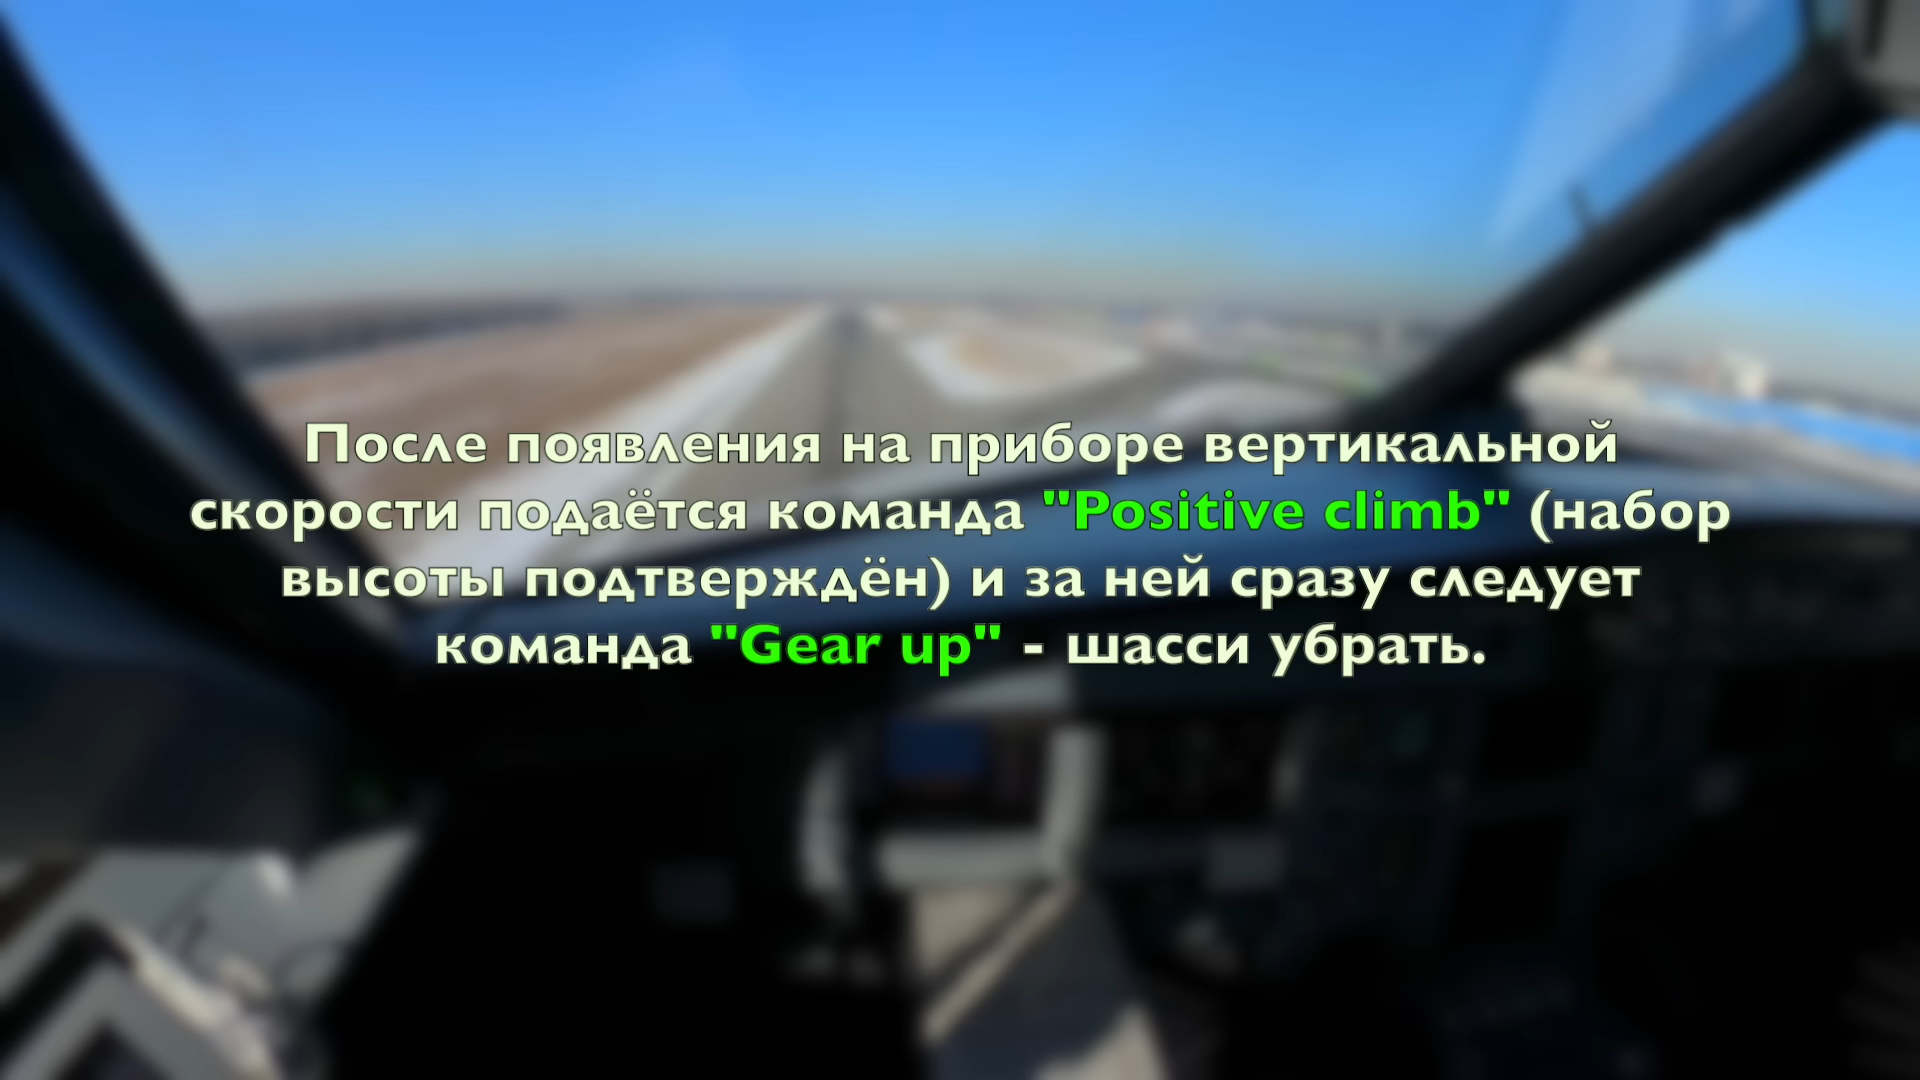 После появления на приборе вертикальной
скорости подаётся команда "Positive climb" (набор
высоты подтверждён) и за ней сразу следует
команда "Gear up" - шасси убрать.